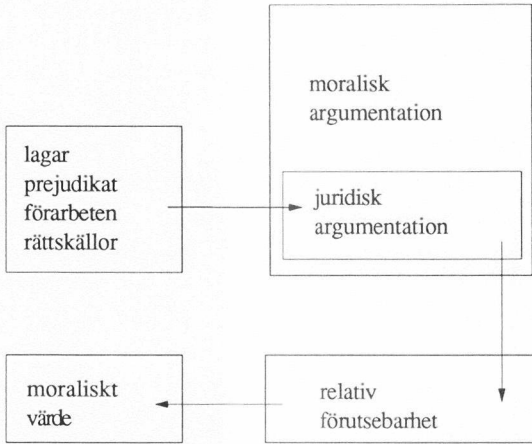 moralisk
argumentation
lagar
prejudikat
förarbeten
rättskällor
juridisk
argumentation
moraliskt
värde
relativ
förutsebarhet